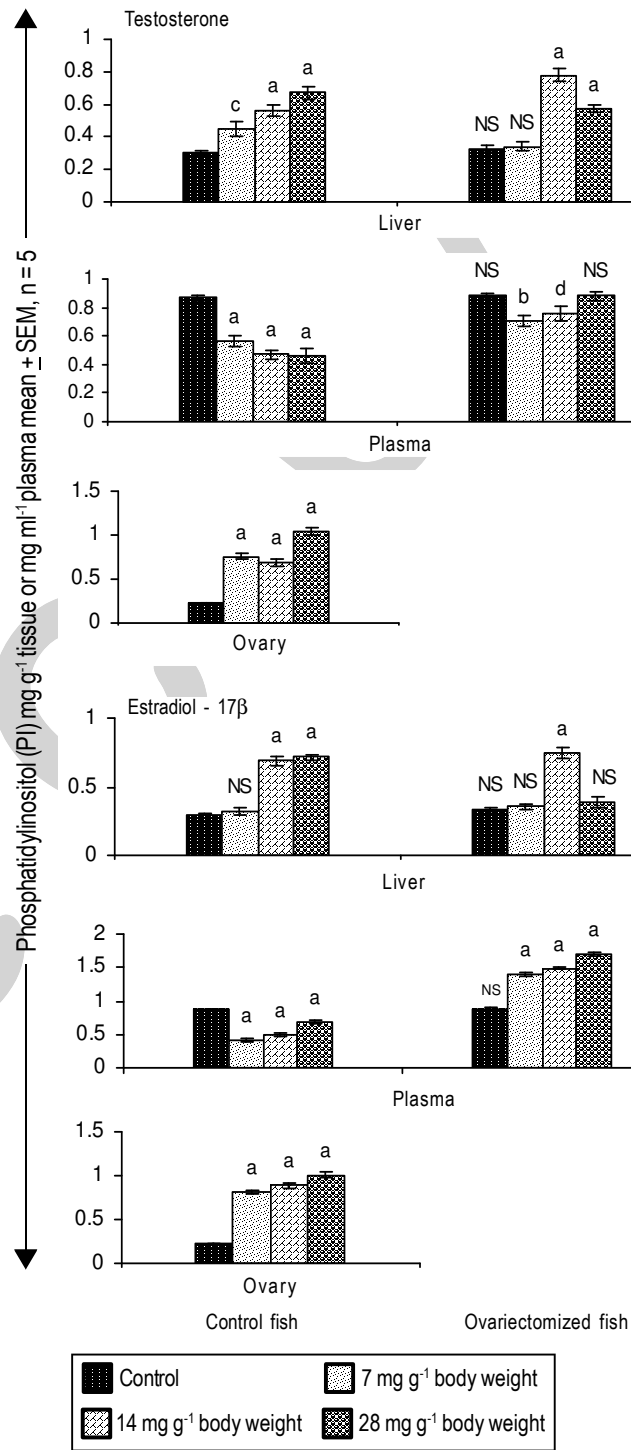 Phosphatidylinositol (PI) mg g-1 tissue or mg ml-1 plasma mean ± SEM, n = 5
Testosterone
1
0.8
0.6
0.4
0.2
0
c
a
a
NS
NS
a
a
Liver
1
0.8
0.6
0.4
0.2
0
a
a
a
NS
b
d
NS
Plasma
1.5
1
0.5
0
a
a
a
Ovary
Estradiol - 17β
1
0.5
0
NS
a
a
NS
NS
a
NS
Liver
2
1.5
1
0.5
0
a
a
a
NS
a
a
a
Plasma
1.5
1
0.5
0
a
a
a
Ovary
Control fish
Ovariectomized fish
Control
7 mg g-1 body weight
14 mg g-1 body weight
28 mg g-1 body weight